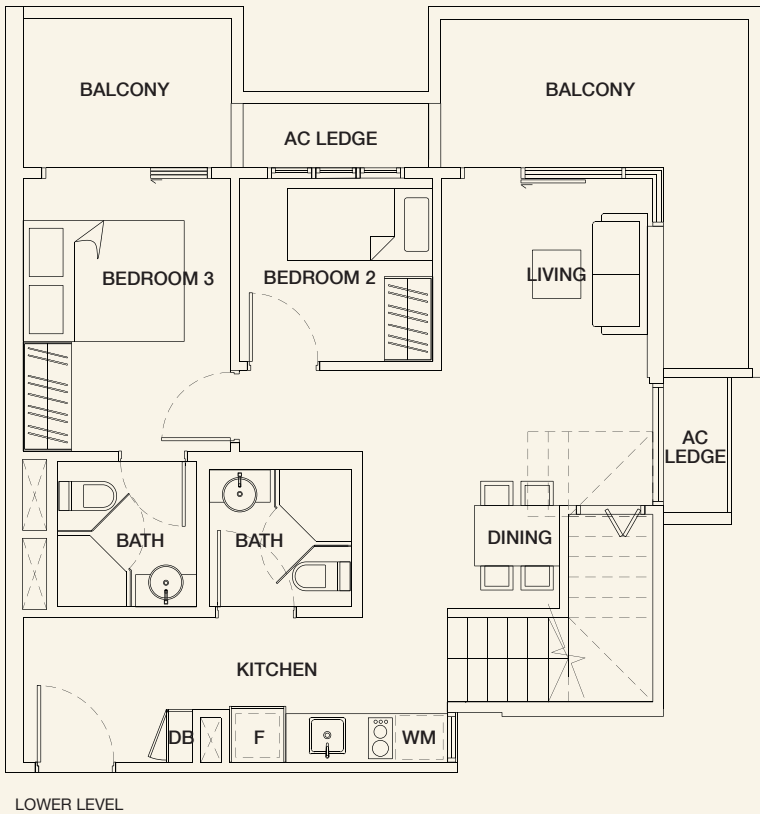 BALCONY
BALCONY
AC LEDGE
BEDROOM 3
BEDROOM 2
LIVING
AC
LEDGE
BATH
BATH
DINING
KITCHEN
DB
F
WM
LOWER LEVEL